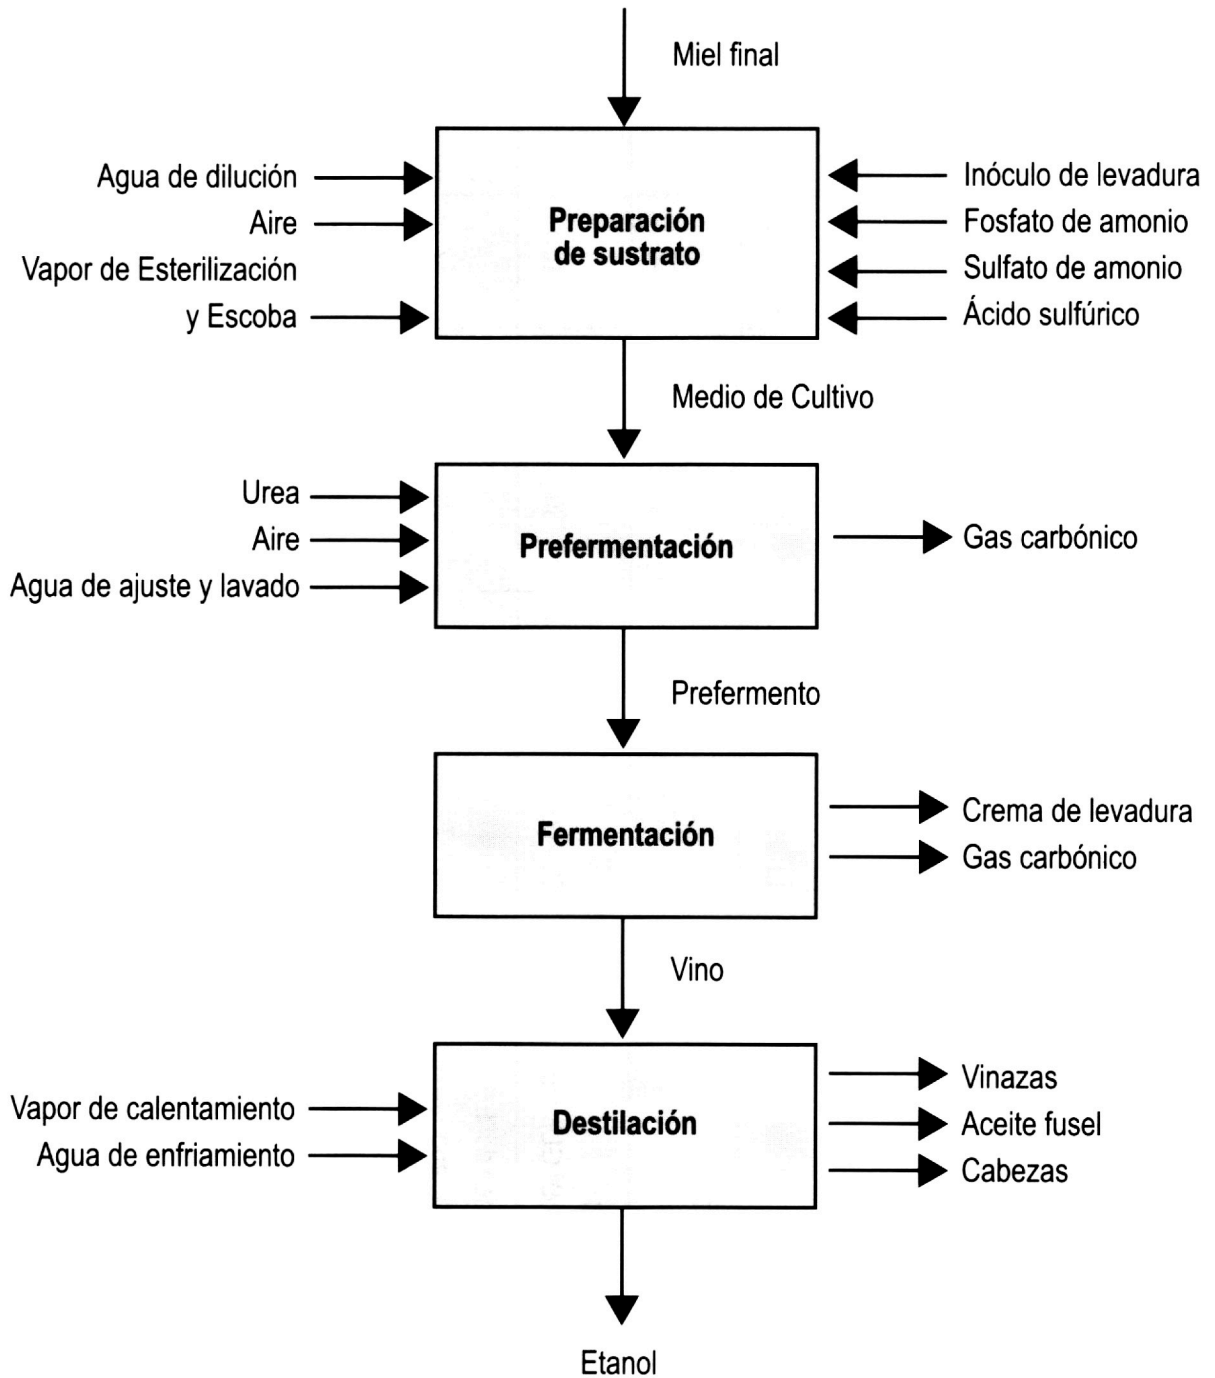 Miel final
Agua de dilución
Aire
Vapor de Esterilización
y Escoba
Preparación
de sustrato
Inóculo de levadura
Fosfato de amonio
Sulfato de amonio
Ácido sulfúrico
Medio de Cultivo
Urea
Aire
Agua de ajuste y lavado
Prefermentación
Gas carbónico
Prefermento
Fermentación
Crema de levadura
Gas carbónico
Vino
Vapor de calentamiento
Agua de enfriamiento
Destilación
Vinazas
Aceite fusel
Cabezas
Etanol